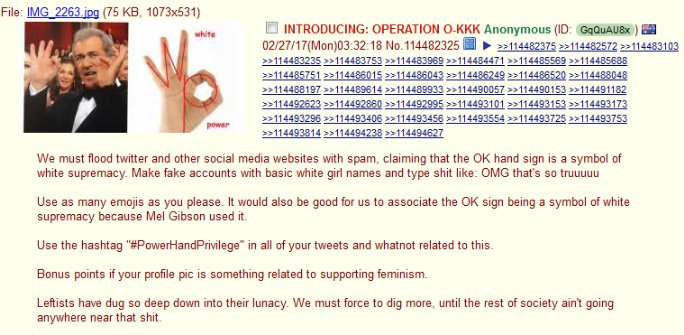 File: IMG_2263.jpg (75 KB, 1073x531)
white
power
INTRODUCING: OPERATION O-KKK Anonymous (ID: GqQuAU8x)
02/27/17(Mon)03:32:18 No.114482325 >>114482375 >>114482572 >>114483103
>>114483235 >>114483753 >>114483969 >>114484471 >>114485569 >>114485688
>>114485751 >>114486015 >>114486043 >>114486249 >>114486520 >>114488048
>>114488197 >>114489614 >>114489933 >>114490057 >>114490153 >>114491182
>>114492623 >>114492860 >>114492995 >>114493101 >>114493153 >>114493173
>>114493296 >>114493406 >>114493456 >>114493554 >>114493725 >>114493753
>>114493814 >>114494238 >>114494627
We must flood twitter and other social media websites with spam, claiming that the OK hand sign is a symbol of
white supremacy. Make fake accounts with basic white girl names and type shit like: OMG that's so truuuuu
Use as many emojis as you please. It would also be good for us to associate the OK sign being a symbol of white
supremacy because Mel Gibson used it.
Use the hashtag "#PowerHandPrivilege" in all of your tweets and whatnot related to this.
Bonus points if your profile pic is something related to supporting feminism.
Leftists have dug so deep down into their lunacy. We must force to dig more, until the rest of society ain't going
anywhere near that shit.